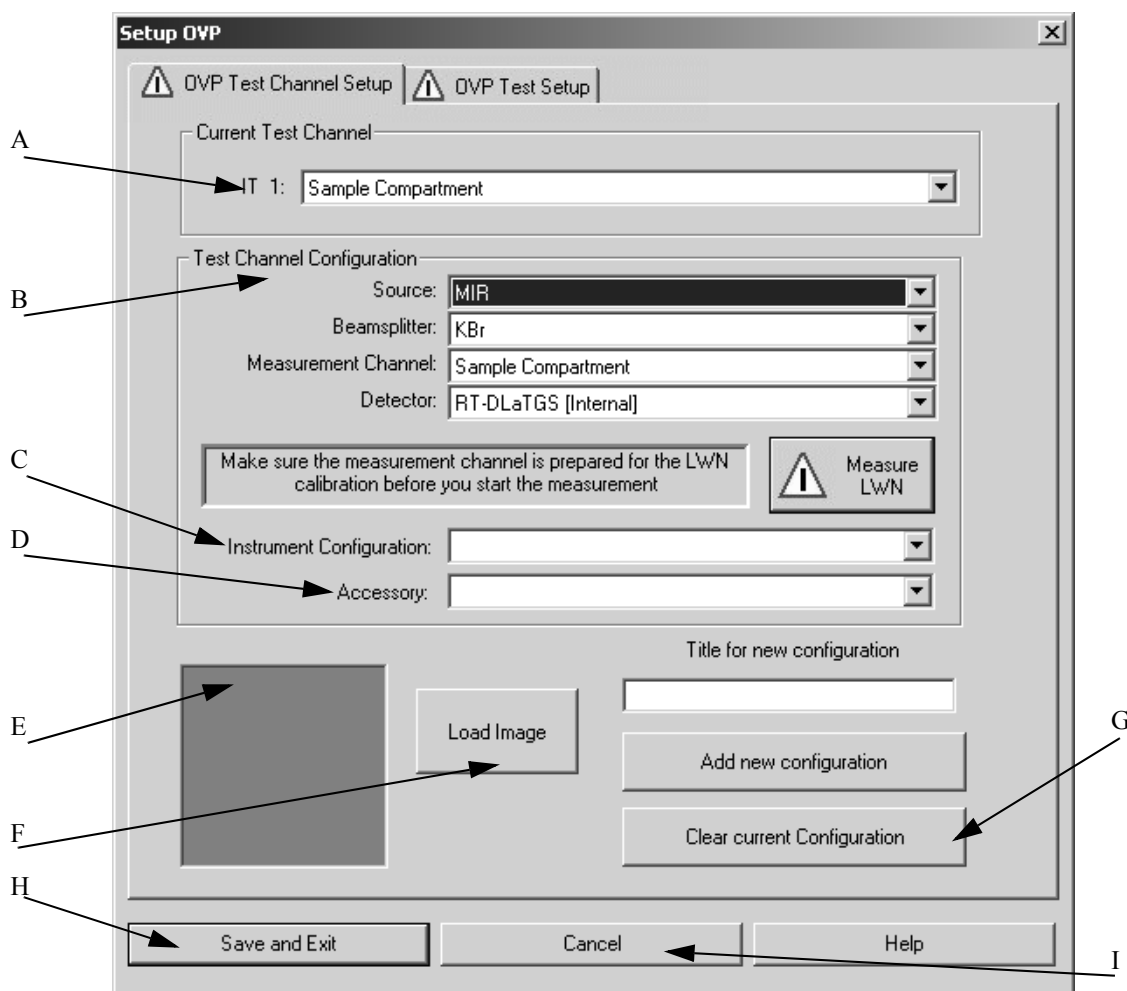 Setup OVP
OVP Test Channel Setup
OVP Test Setup
A
Current Test Channel
IT 1:
Sample Compartment
B
Test Channel Configuration
Source:
MIR
Beamsplitter:
KBr
Measurement Channel:
Sample Compartment
Detector:
RT-DLaTGS [Internal]
C
Make sure the measurement channel is prepared for the LWN
calibration before you start the measurement
Measure
LWN
D
Instrument Configuration:
Accessory:
Title for new configuration
E
Load Image
G
Add new configuration
F
Clear current Configuration
H
Save and Exit
Cancel
Help
I